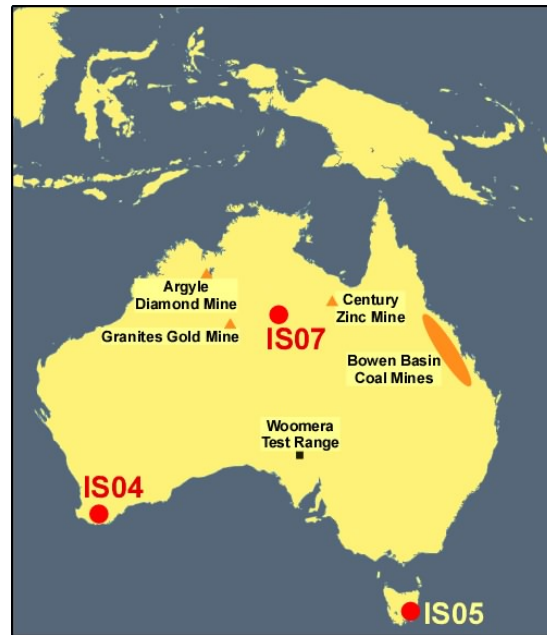 Argyle
Diamond Mine
Century
Zinc Mine
Granites Gold Mine
IS07
Bowen Basin
Coal Mines
Woomera
Test Range
IS04
IS05